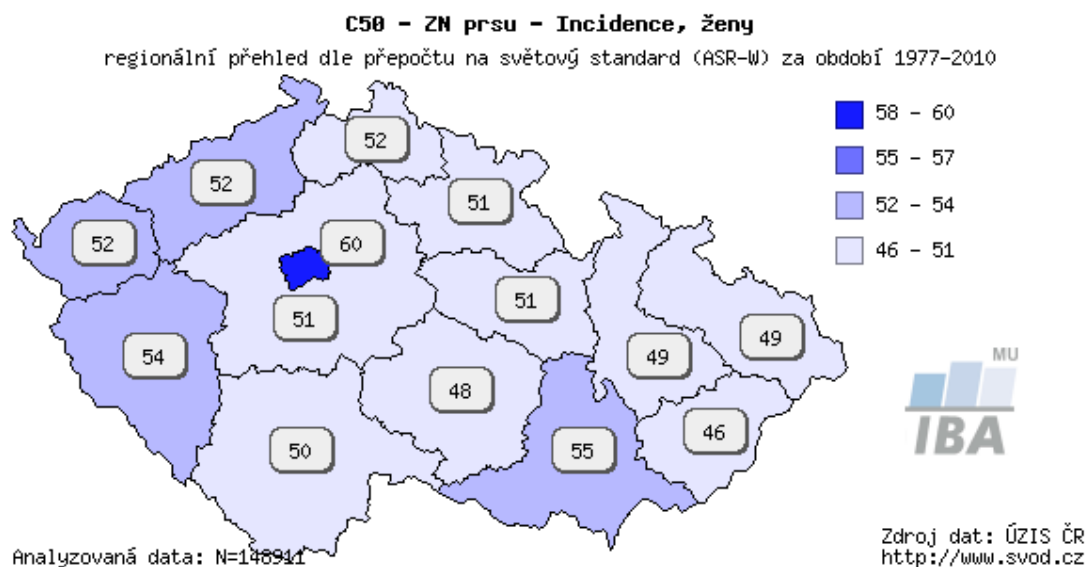 C50 - ZN prsu - Incidence, ženy
regionální přehled dle přepočtu na světový standard (ASR-W) za období 1977-2010
58 - 60
55 - 57
52 - 54
46 - 51
52
52
51
52
60
51
51
54
49
49
48
46
50
55
MU
IBA
Analyzovaná data: N=148911
Zdroj dat: ÚZIS ČR
http://www.svod.cz